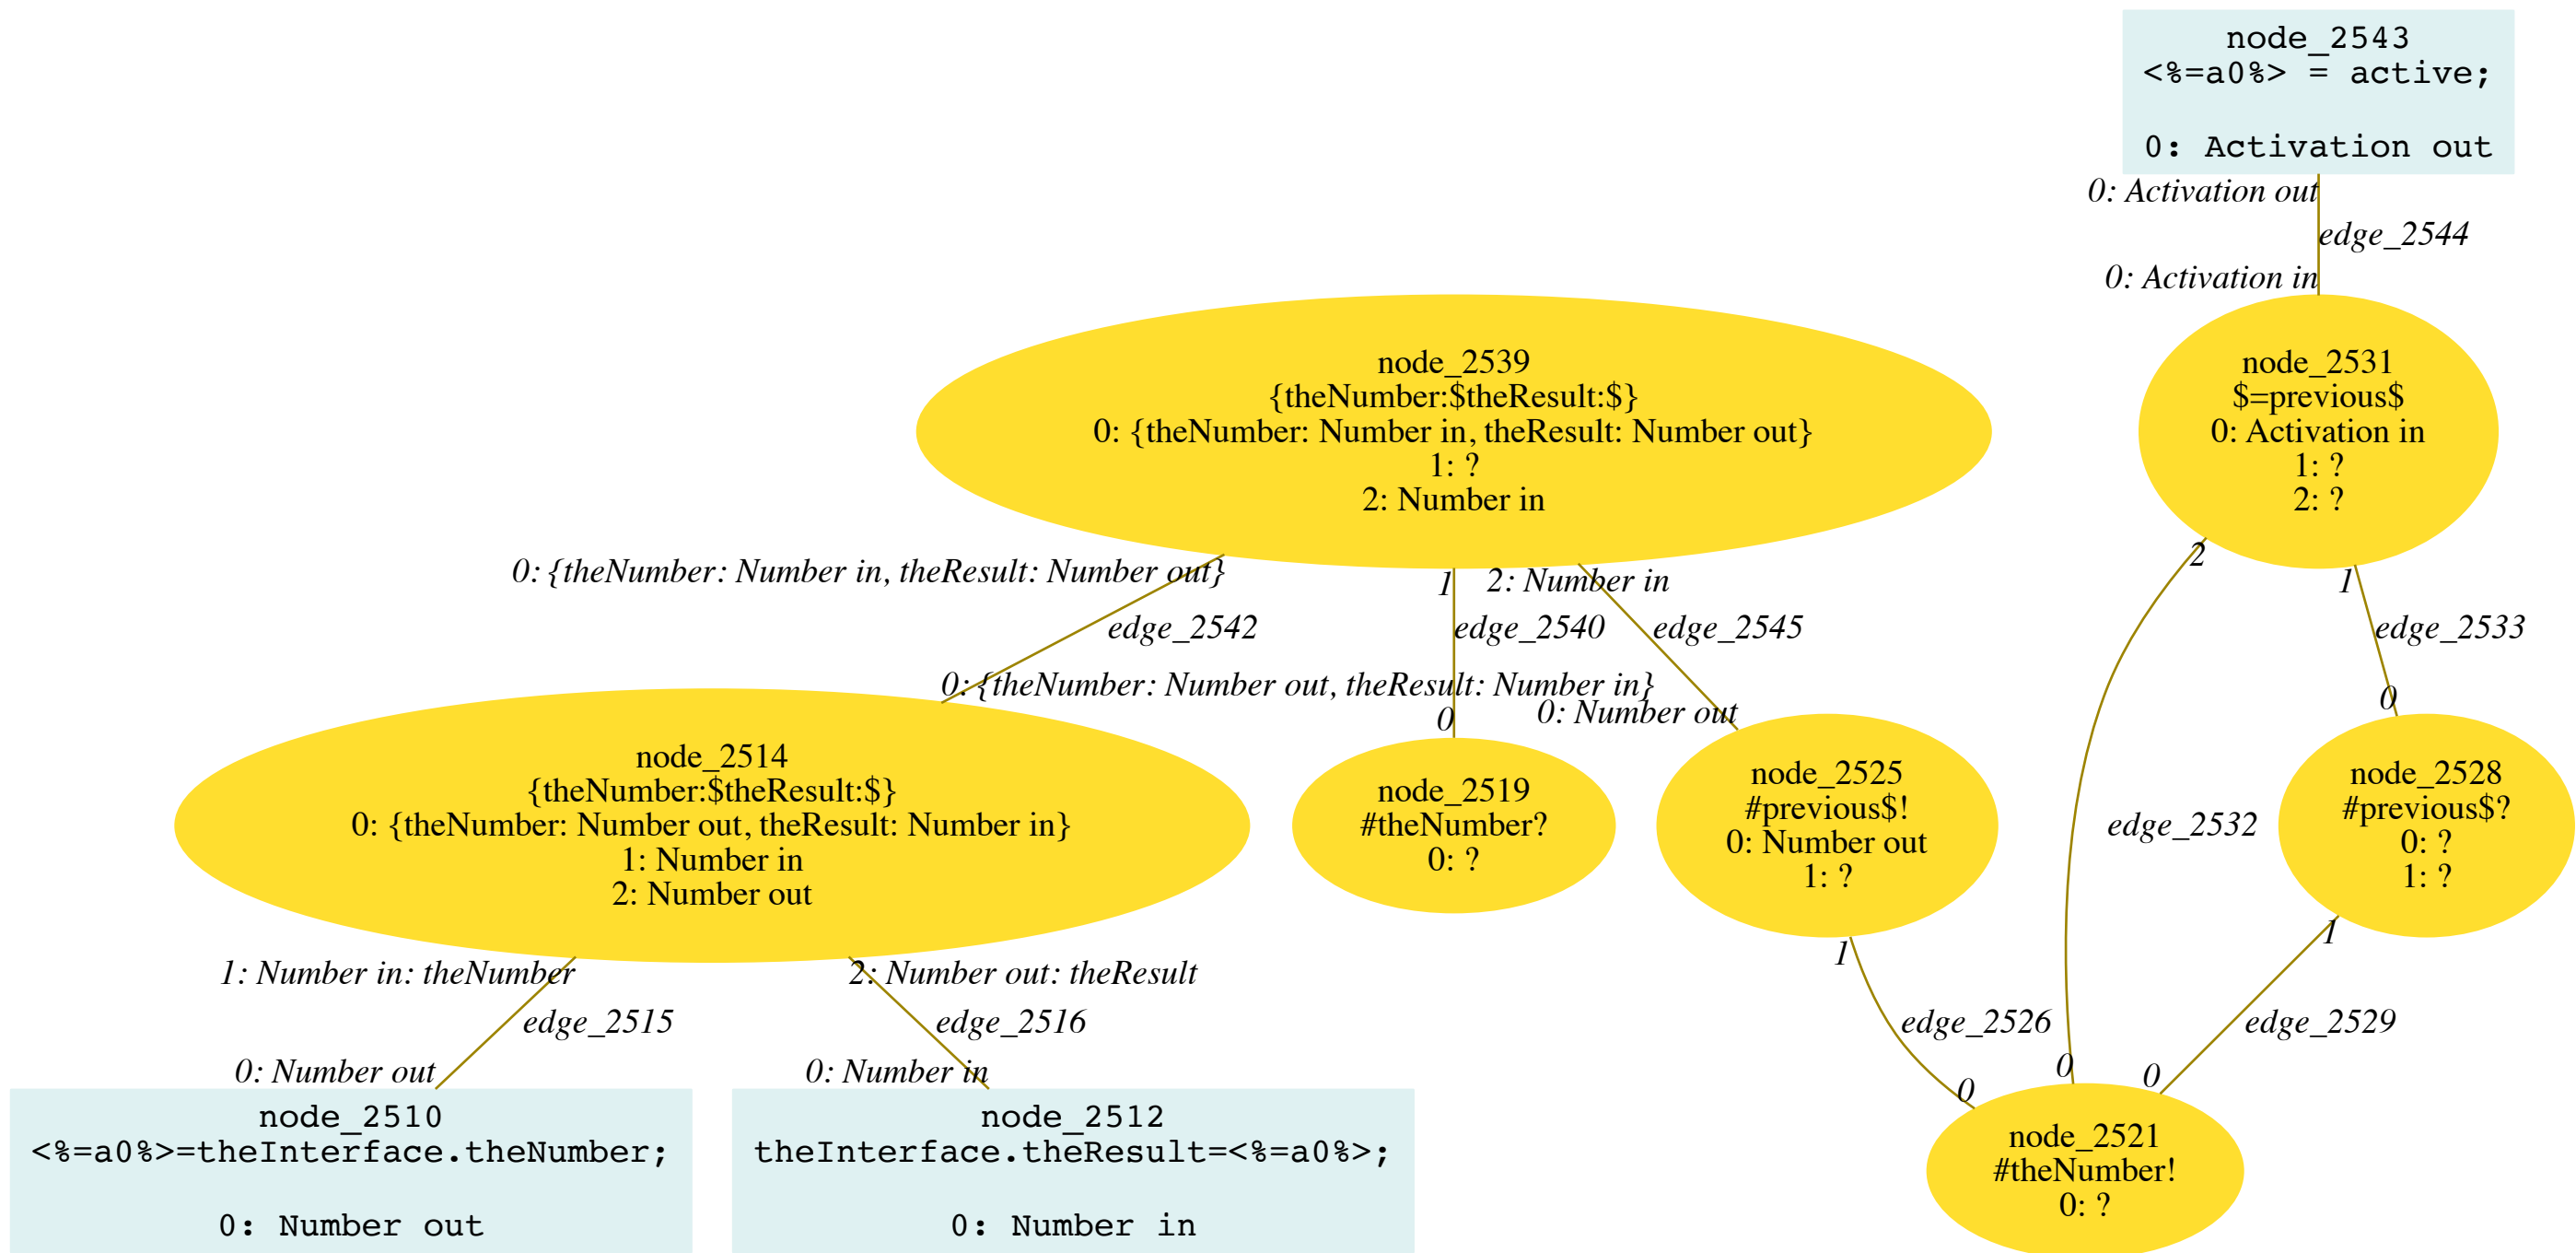 node_2543
<%=a0%> = active;
0: Activation out
0: Activation out
edge_2544
0: Activation in
node_2539
{theNumber:$theResult:$}
0: {theNumber: Number in, theResult: Number out}
1: ?
2: Number in
node_2531
$=previous$
0: Activation in
1: ?
2: ?
0: {theNumber: Number in, theResult: Number out}
1
2: Number in
2
1
edge_2542
edge_2540
edge_2545
edge_2533
0: {theNumber: Number out, theResult: Number in}
0
0: Number out
0
node_2514
{theNumber:$theResult:$}
0: {theNumber: Number out, theResult: Number in}
1: Number in
2: Number out
node_2519
#theNumber?
0: ?
node_2525
#previous$!
0: Number out
1: ?
edge_2532
node_2528
#previous$?
0: ?
1: ?
1: Number in: theNumber
2: Number out: theResult
1
1
edge_2515
edge_2516
edge_2526
edge_2529
0: Number out
0: Number in
0
0
0
node_2510
<%=a0%>=theInterface.theNumber;
0: Number out
node_2512
theInterface.theResult=<%=a0%>;
0: Number in
node_2521
#theNumber!
0: ?